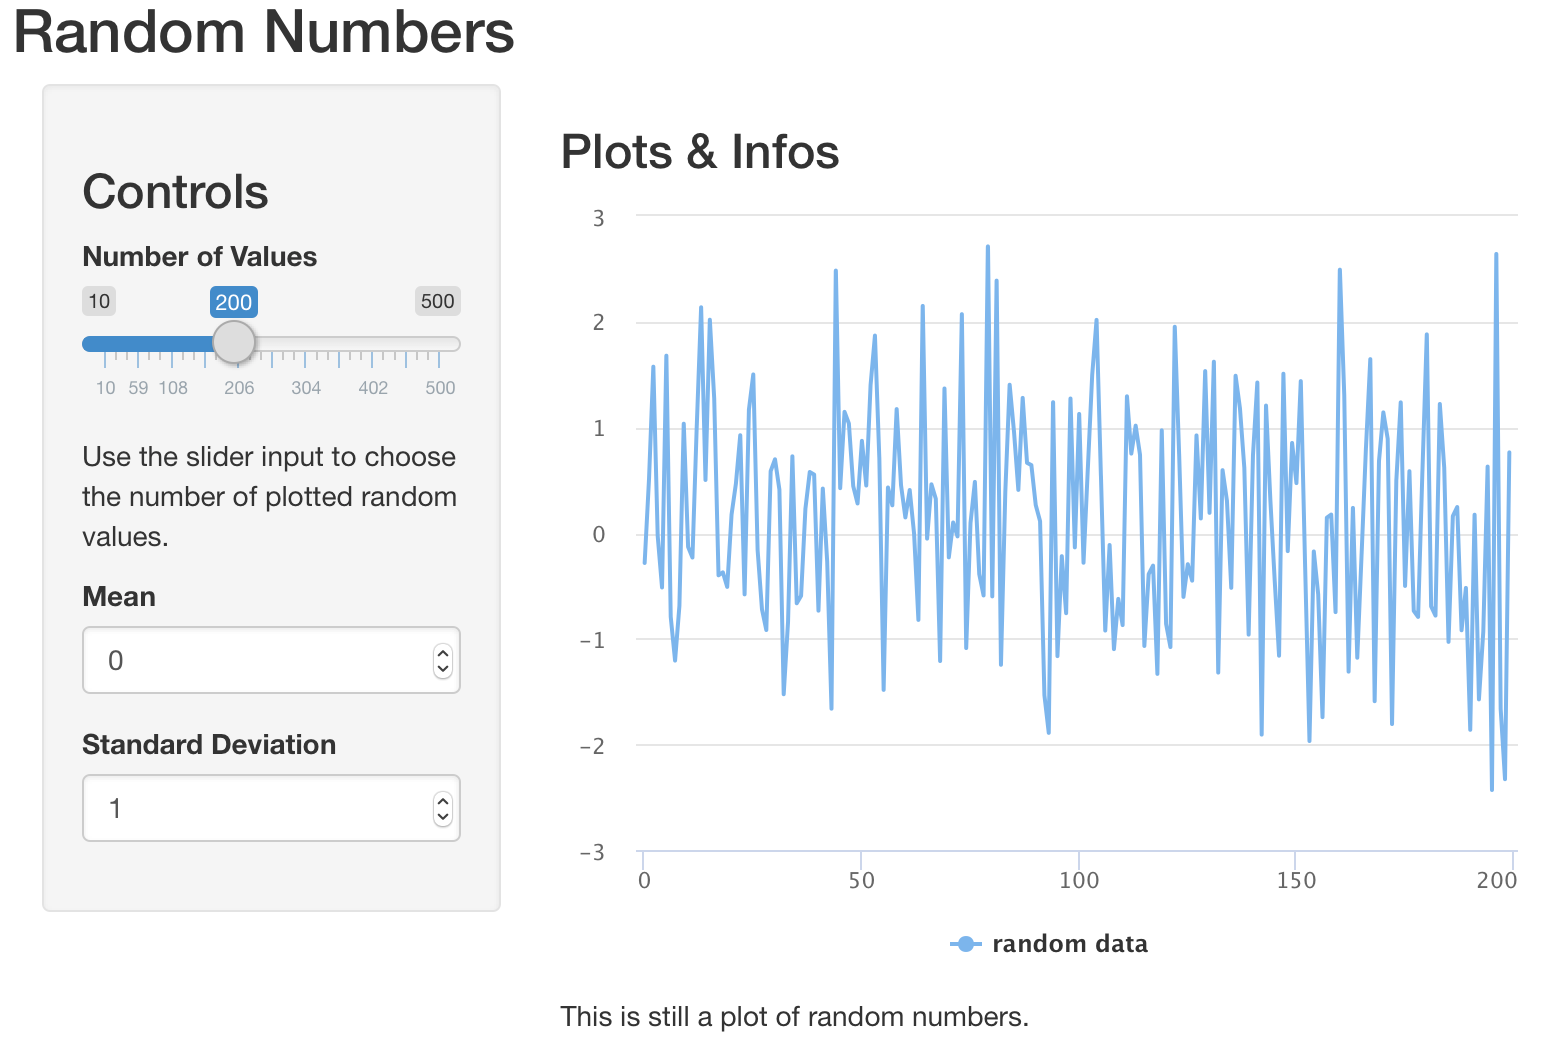 Random Numbers
Controls
Number of Values
10 200 500
10 59 108 206 304 402 500
Use the slider input to choose
the number of plotted random
values.
Mean
0
Standard Deviation
1
Plots & Infos
3
2
1
0
−1
−2
−3
0 50 100 150 200
random data
This is still a plot of random numbers.